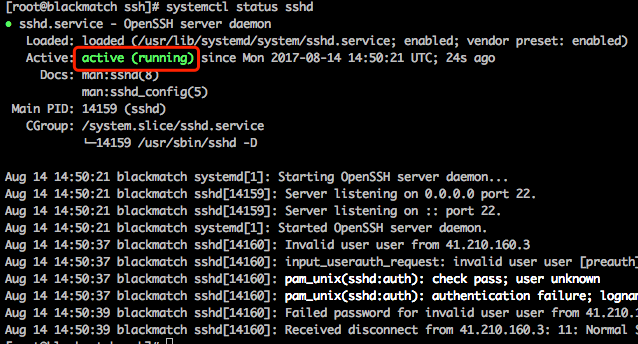 [root@blackmatch ssh]# systemctl status sshd
● sshd.service - OpenSSH server daemon
Loaded: loaded (/usr/lib/systemd/system/sshd.service; enabled; vendor preset: enabled)
Active: active (running) since Mon 2017-08-14 14:50:21 UTC; 24s ago
Docs: man:sshd(8)
man:sshd_config(5)
Main PID: 14159 (sshd)
CGroup: /system.slice/sshd.service
└─14159 /usr/sbin/sshd -D
Aug 14 14:50:21 blackmatch systemd[1]: Starting OpenSSH server daemon...
Aug 14 14:50:21 blackmatch sshd[14159]: Server listening on 0.0.0.0 port 22.
Aug 14 14:50:21 blackmatch sshd[14159]: Server listening on :: port 22.
Aug 14 14:50:21 blackmatch systemd[1]: Started OpenSSH server daemon.
Aug 14 14:50:37 blackmatch sshd[14160]: Invalid user user from 41.210.160.3
Aug 14 14:50:37 blackmatch sshd[14160]: input_userauth_request: invalid user user [preauth]
Aug 14 14:50:37 blackmatch sshd[14160]: pam_unix(sshd:auth): check pass; user unknown
Aug 14 14:50:37 blackmatch sshd[14160]: pam_unix(sshd:auth): authentication failure; lognam
Aug 14 14:50:39 blackmatch sshd[14160]: Failed password for invalid user user from 41.210.1
Aug 14 14:50:39 blackmatch sshd[14160]: Received disconnect from 41.210.160.3: 11: Normal S
[root@blackmatch ssh]#